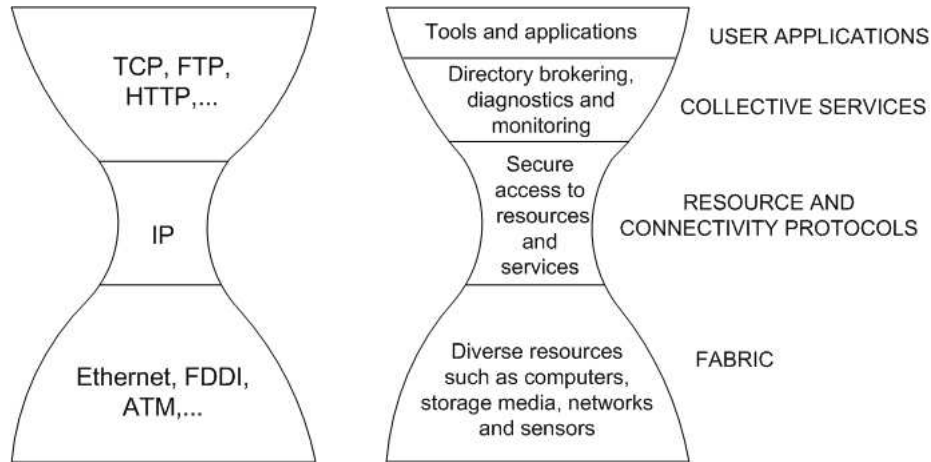 TCP, FTP,
HTTP,...
IP
Ethernet, FDDI,
ATM,...
Tools and applications
Directory brokering,
diagnostics and
monitoring
Secure
access to
resources
and
services
Diverse resources
such as computers,
storage media, networks
and sensors
USER APPLICATIONS
COLLECTIVE SERVICES
RESOURCE AND
CONNECTIVITY PROTOCOLS
FABRIC